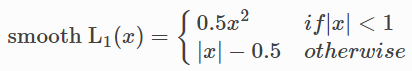 smooth L₁(x) = { 0.5x² if|x| < 1
|x| − 0.5 otherwise